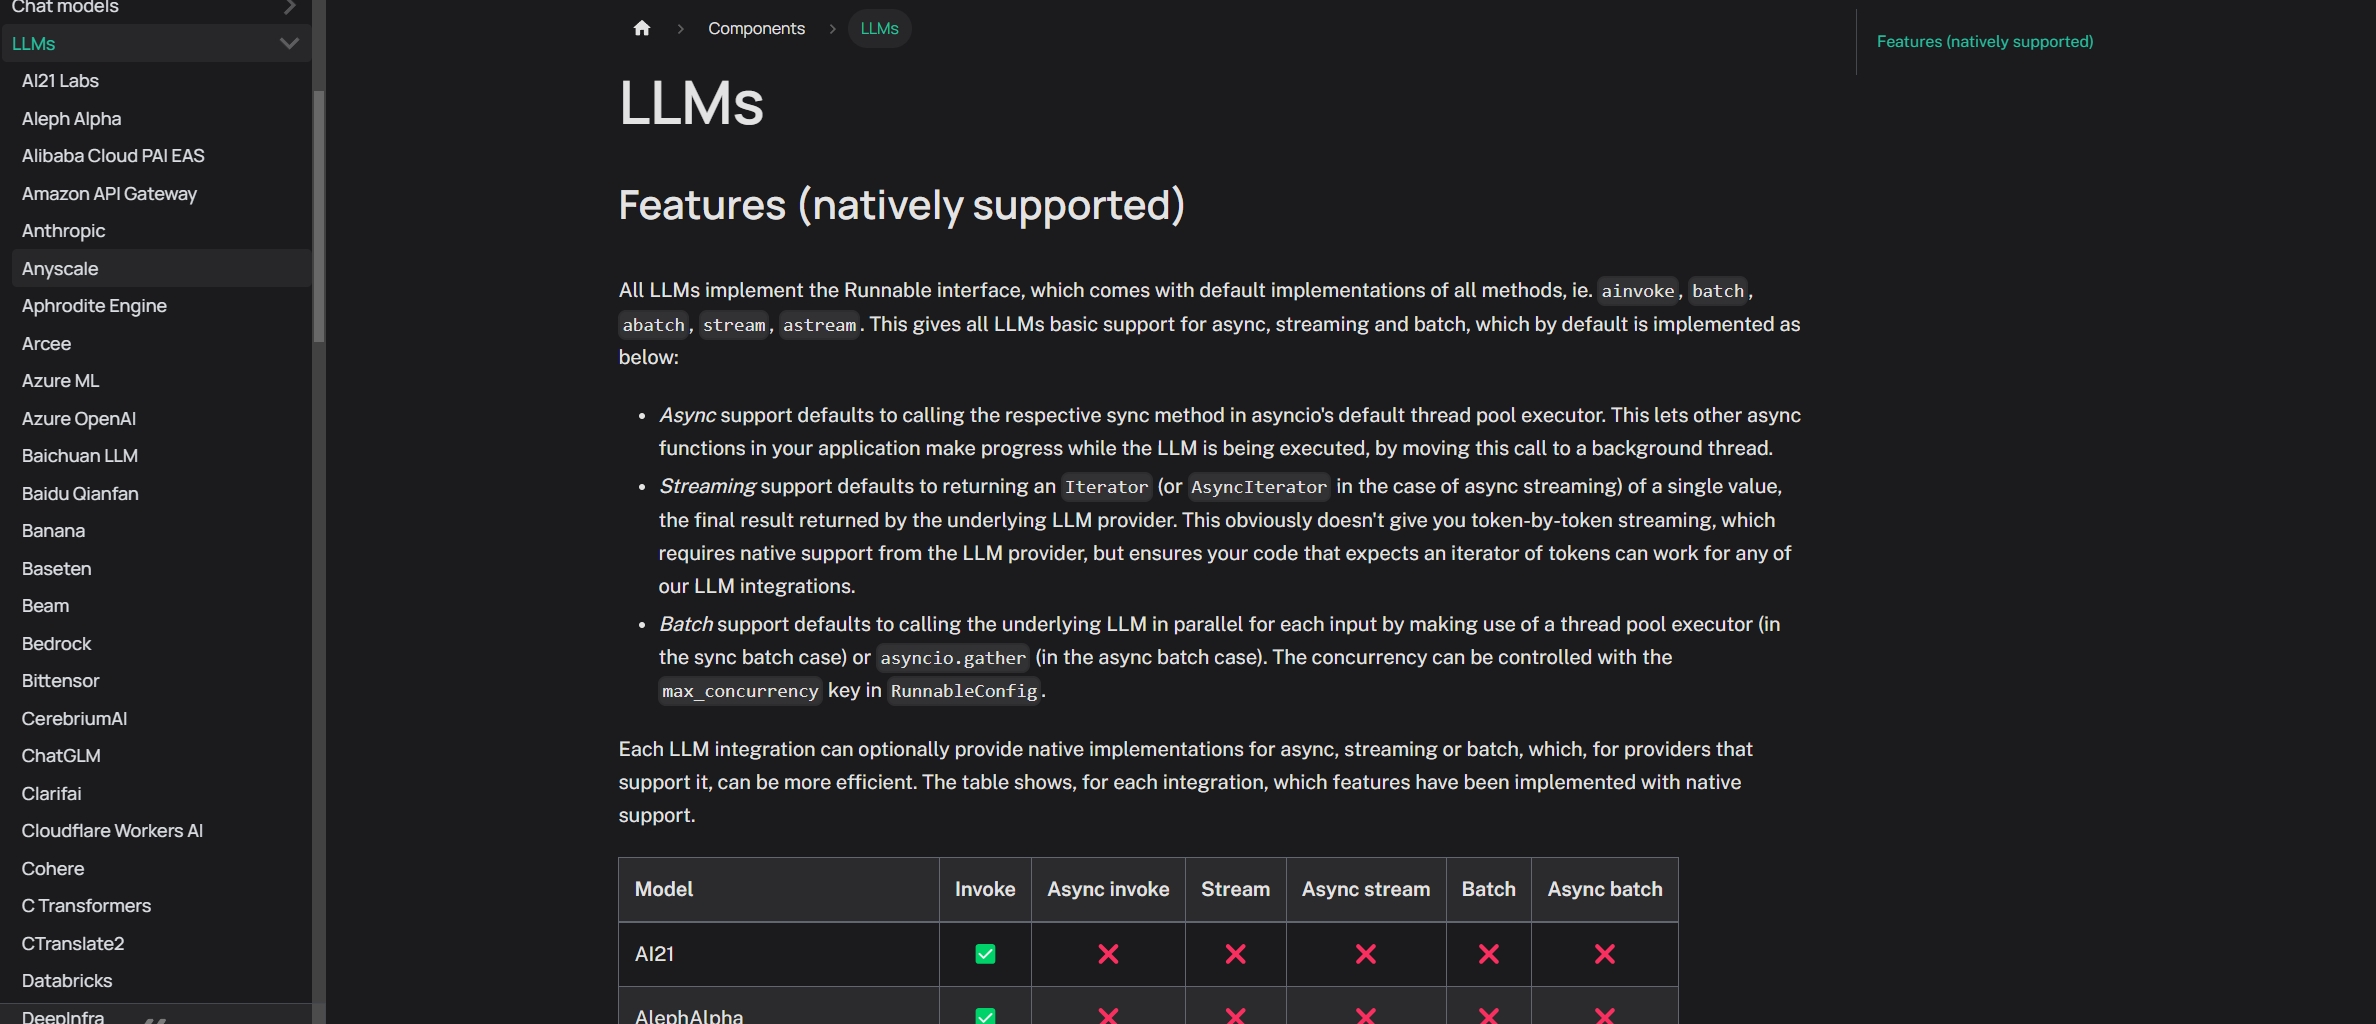 Chat models
LLMs
AI21 Labs
Aleph Alpha
Alibaba Cloud PAI EAS
Amazon API Gateway
Anthropic
Anyscale
Aphrodite Engine
Arcee
Azure ML
Azure OpenAI
Baichuan LLM
Baidu Qianfan
Banana
Baseten
Beam
Bedrock
Bittensor
CerebriumAI
ChatGLM
Clarifai
Cloudflare Workers AI
Cohere
C Transformers
CTranslate2
Databricks
DeepInfra
Components
LLMs
LLMs
Features (natively supported)
All LLMs implement the Runnable interface, which comes with default implementations of all methods, ie. ainvoke, batch,
abatch, stream, astream. This gives all LLMs basic support for async, streaming and batch, which by default is implemented as
below:
• Async support defaults to calling the respective sync method in asyncio's default thread pool executor. This lets other async
functions in your application make progress while the LLM is being executed, by moving this call to a background thread.
• Streaming support defaults to returning an Iterator (or AsyncIterator in the case of async streaming) of a single value,
the final result returned by the underlying LLM provider. This obviously doesn't give you token-by-token streaming, which
requires native support from the LLM provider, but ensures your code that expects an iterator of tokens can work for any of
our LLM integrations.
• Batch support defaults to calling the underlying LLM in parallel for each input by making use of a thread pool executor (in
the sync batch case) or asyncio.gather (in the async batch case). The concurrency can be controlled with the
max_concurrency key in RunnableConfig.
Each LLM integration can optionally provide native implementations for async, streaming or batch, which, for providers that
support it, can be more efficient. The table shows, for each integration, which features have been implemented with native
support.
Model Invoke Async invoke Stream Async stream Batch Async batch
AI21 ✅ ❌ ❌ ❌ ❌ ❌
AlephAlpha ✅ ❌ ❌ ❌ ❌ ❌
Features (natively supported)